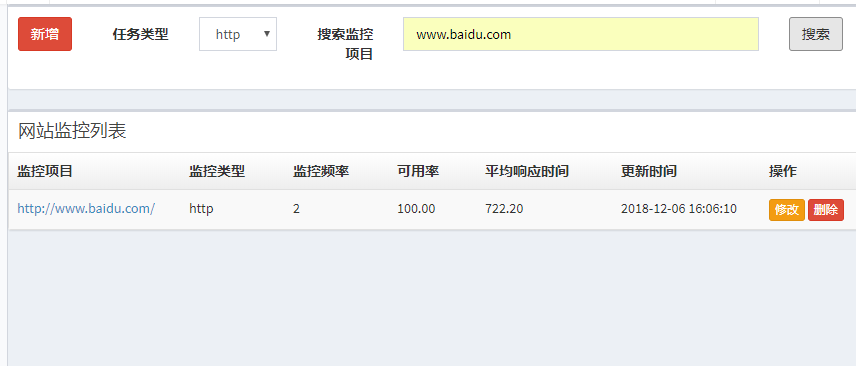 新增 任务类型 http 搜索监控 www.baidu.com 搜索
项目
网站监控列表
监控项目 监控类型 监控频率 可用率 平均响应时间 更新时间 操作
http://www.baidu.com/ http 2 100.00 722.20 2018-12-06 16:06:10 修改 删除